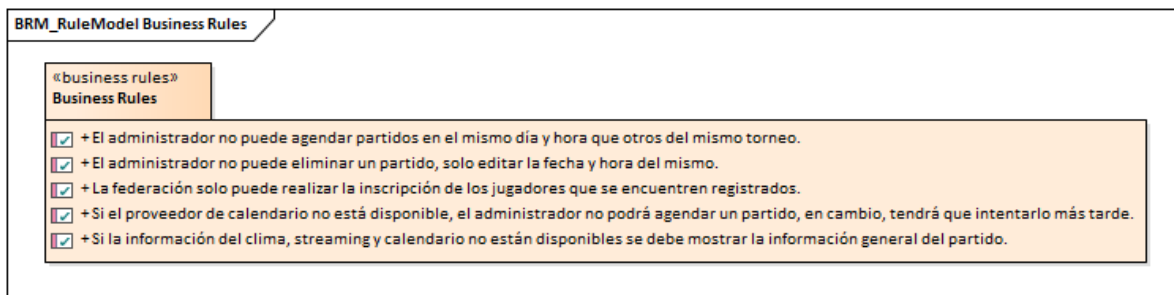 BRM_RuleModel Business Rules
«business rules»
Business Rules
+El administrador no puede agendar partidos en el mismo día y hora que otros del mismo torneo.
+El administrador no puede eliminar un partido, solo editar la fecha y hora del mismo.
+La federación solo puede realizar la inscripción de los jugadores que se encuentren registrados.
+Si el proveedor de calendario no está disponible, el administrador no podrá agendar un partido, en cambio, tendrá que intentarlo más tarde.
+Si la información del clima, streaming y calendario no están disponibles se debe mostrar la información general del partido.